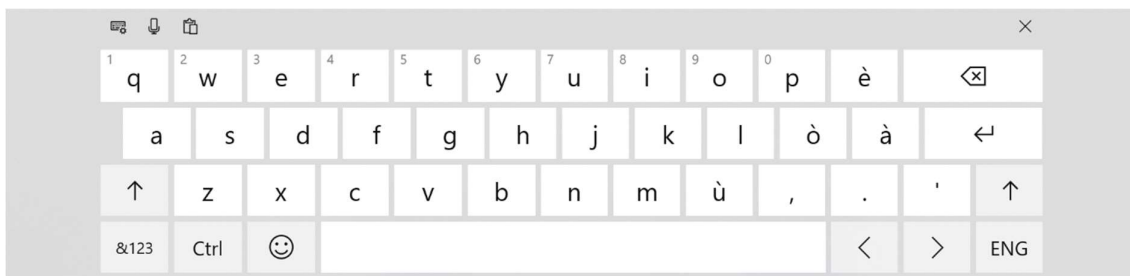 1 q 2 w 3 e 4 r 5 t 6 y 7 u 8 i 9 o 0 p è
a s d f g h j k l ò à
z x c v b n m ù , . '
&123 Ctrl < > ENG